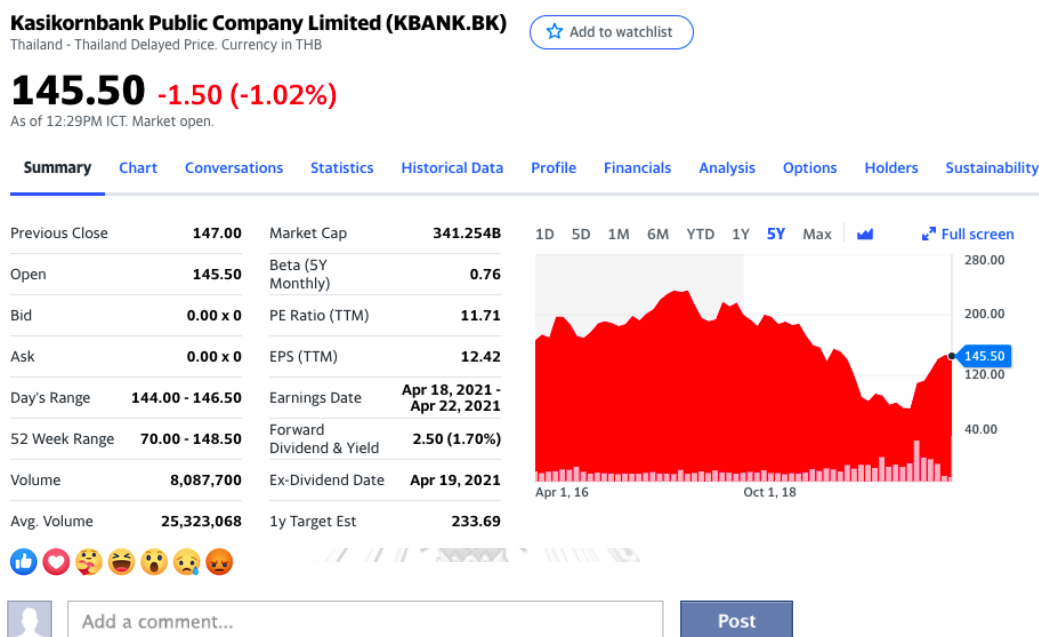 Kasikornbank Public Company Limited (KBANK.BK)
Add to watchlist
Thailand - Thailand Delayed Price. Currency in THB
145.50 -1.50 (-1.02%)
As of 12:29PM ICT. Market open.
Summary Chart Conversations Statistics Historical Data Profile Financials Analysis Options Holders Sustainability
Previous Close 147.00
Open 145.50
Bid 0.00 x 0
Ask 0.00 x 0
Day's Range 144.00 - 146.50
52 Week Range 70.00 - 148.50
Volume 8,087,700
Avg. Volume 25,323,068
Market Cap 341.254B
Beta (5Y
Monthly) 0.76
PE Ratio (TTM) 11.71
EPS (TTM) 12.42
Earnings Date Apr 18, 2021 -
Apr 22, 2021
Forward
Dividend & Yield 2.50 (1.70%)
Ex-Dividend Date Apr 19, 2021
1y Target Est 233.69
1D 5D 1M 6M YTD 1Y 5Y Max Full screen
280.00
200.00
145.50
120.00
40.00
Apr 1, 16 Oct 1, 18
Add a comment...
Post